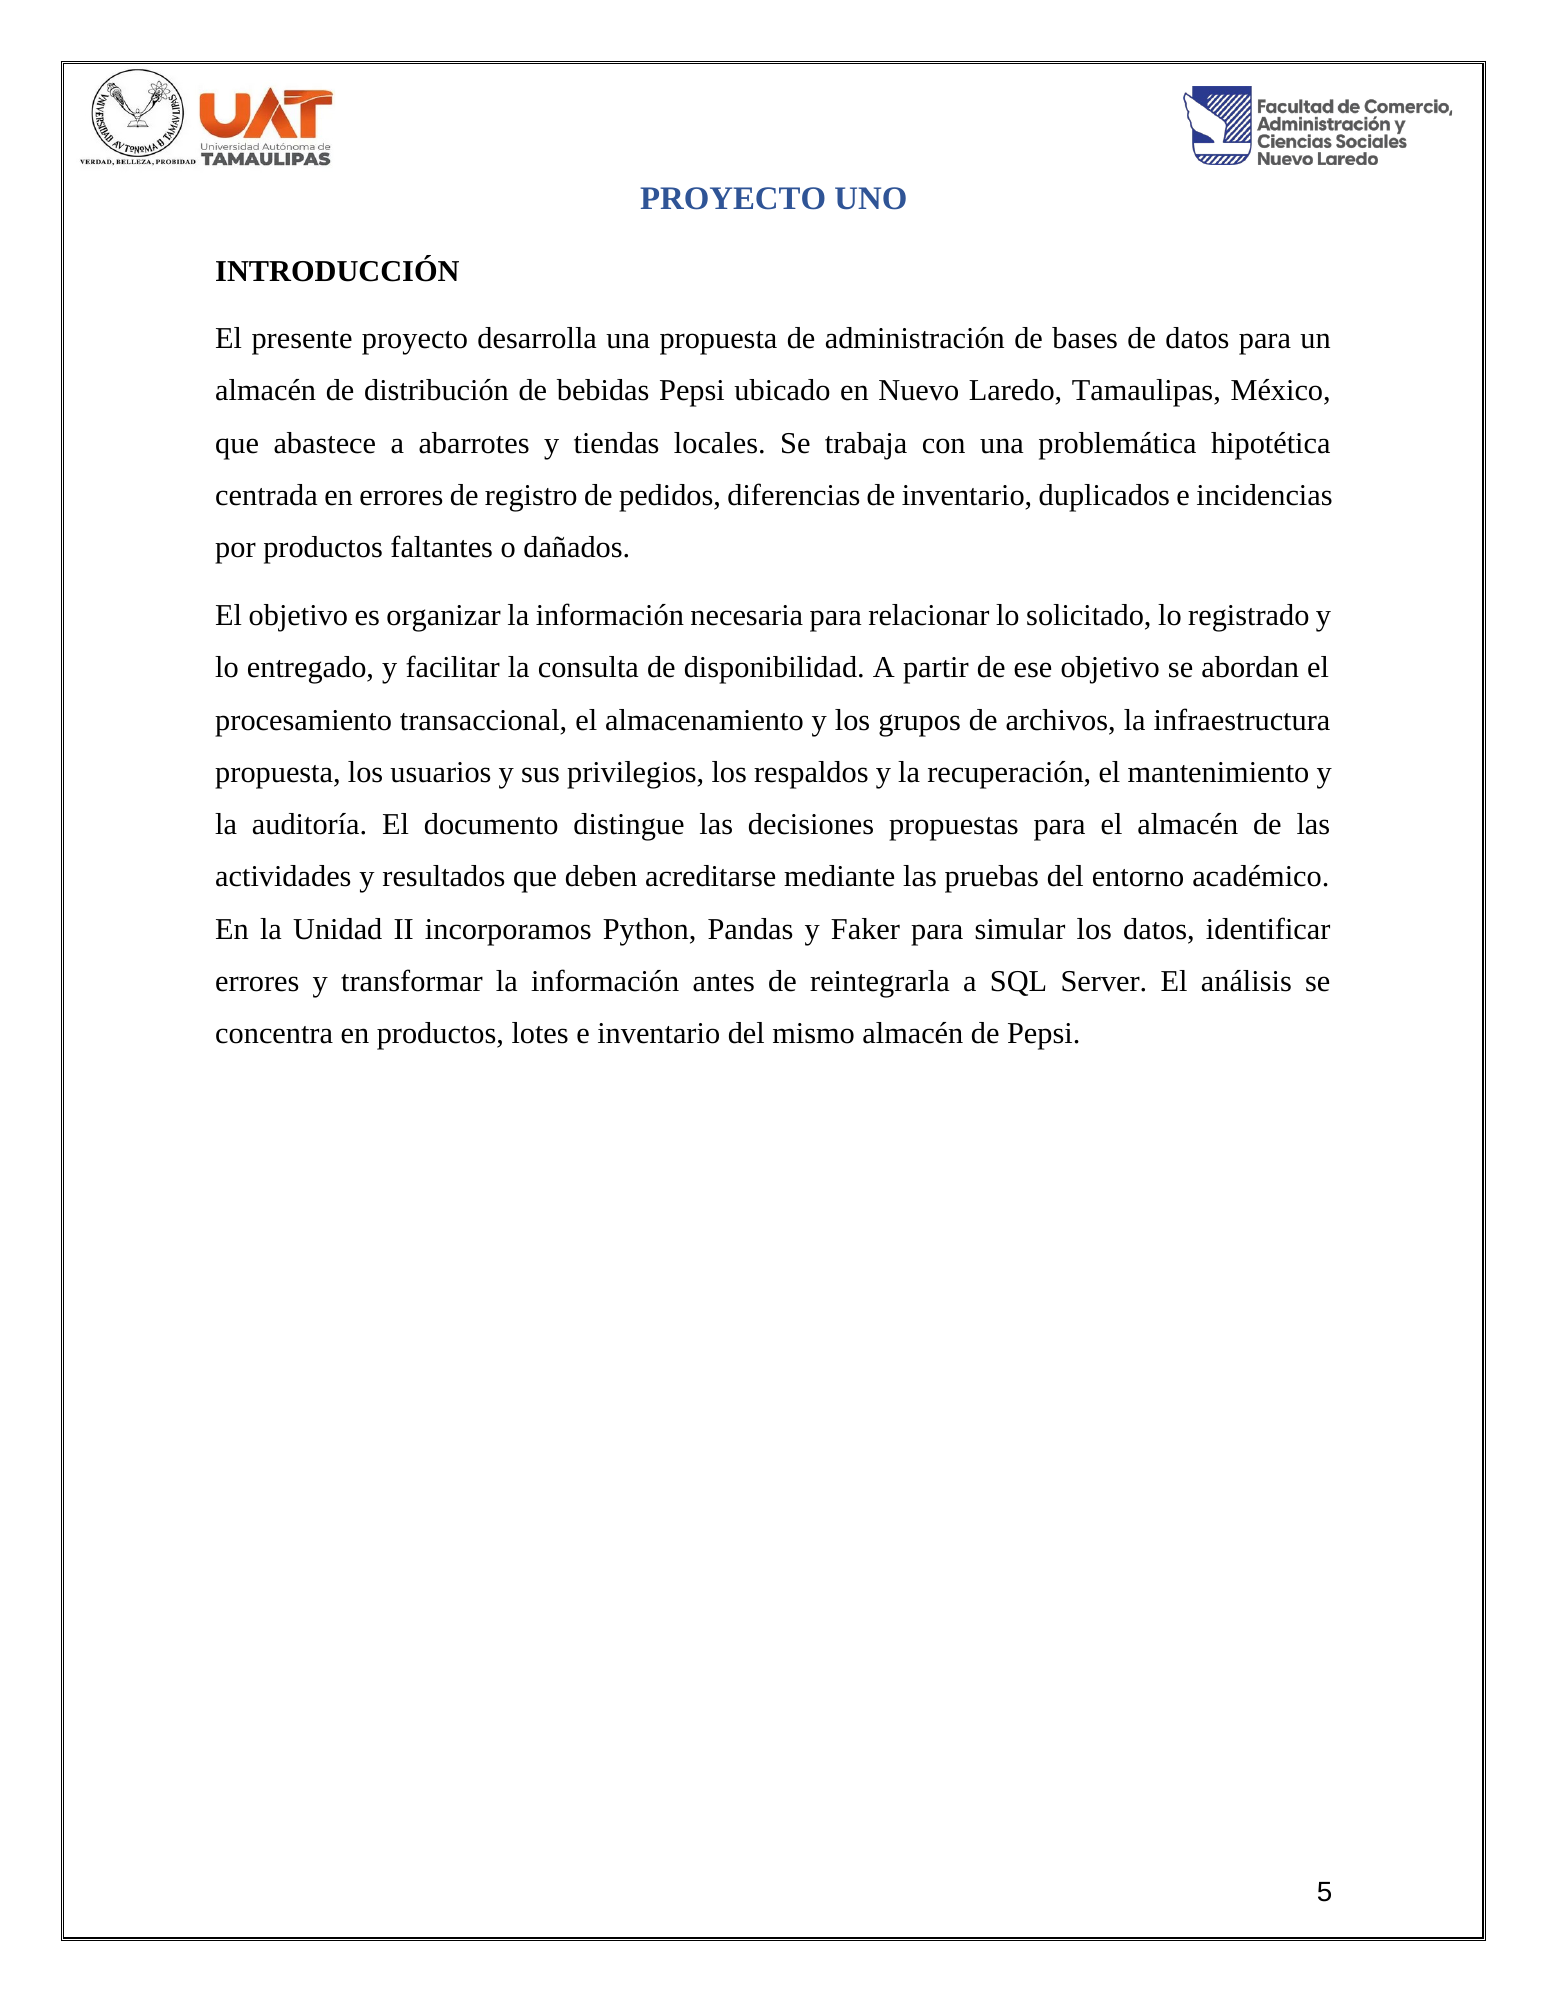 VNIVERSIDAD AVTONOMA D TAMAVLIPAS
VERDAD, BELLEZA, PROBIDAD
UAT
Universidad Autónoma de
TAMAULIPAS
Facultad de Comercio,
Administración y
Ciencias Sociales
Nuevo Laredo
PROYECTO UNO
INTRODUCCIÓN
El presente proyecto desarrolla una propuesta de administración de bases de datos para un
almacén de distribución de bebidas Pepsi ubicado en Nuevo Laredo, Tamaulipas, México,
que abastece a abarrotes y tiendas locales. Se trabaja con una problemática hipotética
centrada en errores de registro de pedidos, diferencias de inventario, duplicados e incidencias
por productos faltantes o dañados.
El objetivo es organizar la información necesaria para relacionar lo solicitado, lo registrado y
lo entregado, y facilitar la consulta de disponibilidad. A partir de ese objetivo se abordan el
procesamiento transaccional, el almacenamiento y los grupos de archivos, la infraestructura
propuesta, los usuarios y sus privilegios, los respaldos y la recuperación, el mantenimiento y
la auditoría. El documento distingue las decisiones propuestas para el almacén de las
actividades y resultados que deben acreditarse mediante las pruebas del entorno académico.
En la Unidad II incorporamos Python, Pandas y Faker para simular los datos, identificar
errores y transformar la información antes de reintegrarla a SQL Server. El análisis se
concentra en productos, lotes e inventario del mismo almacén de Pepsi.
5